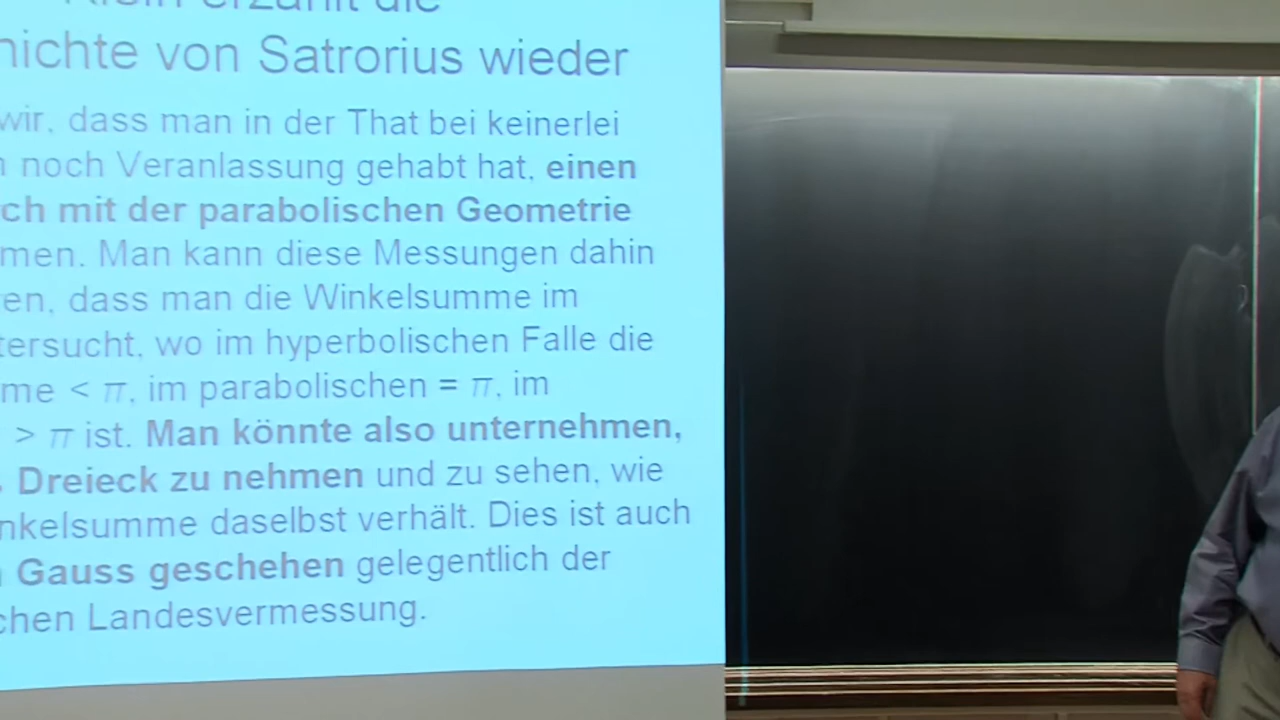 Klein erzählt die
hichte von Satrorius wieder
wir, dass man in der That bei keinerlei
noch Veranlassung gehabt hat, einen
ch mit der parabolischen Geometrie
men. Man kann diese Messungen dahin
en, dass man die Winkelsumme im
tersucht, wo im hyperbolischen Falle die
me < π, im parabolischen = π, im
> π ist. Man könnte also unternehmen,
Dreieck zu nehmen und zu sehen, wie
nkelsumme daselbst verhält. Dies ist auch
Gauss geschehen gelegentlich der
chen Landesvermessung.